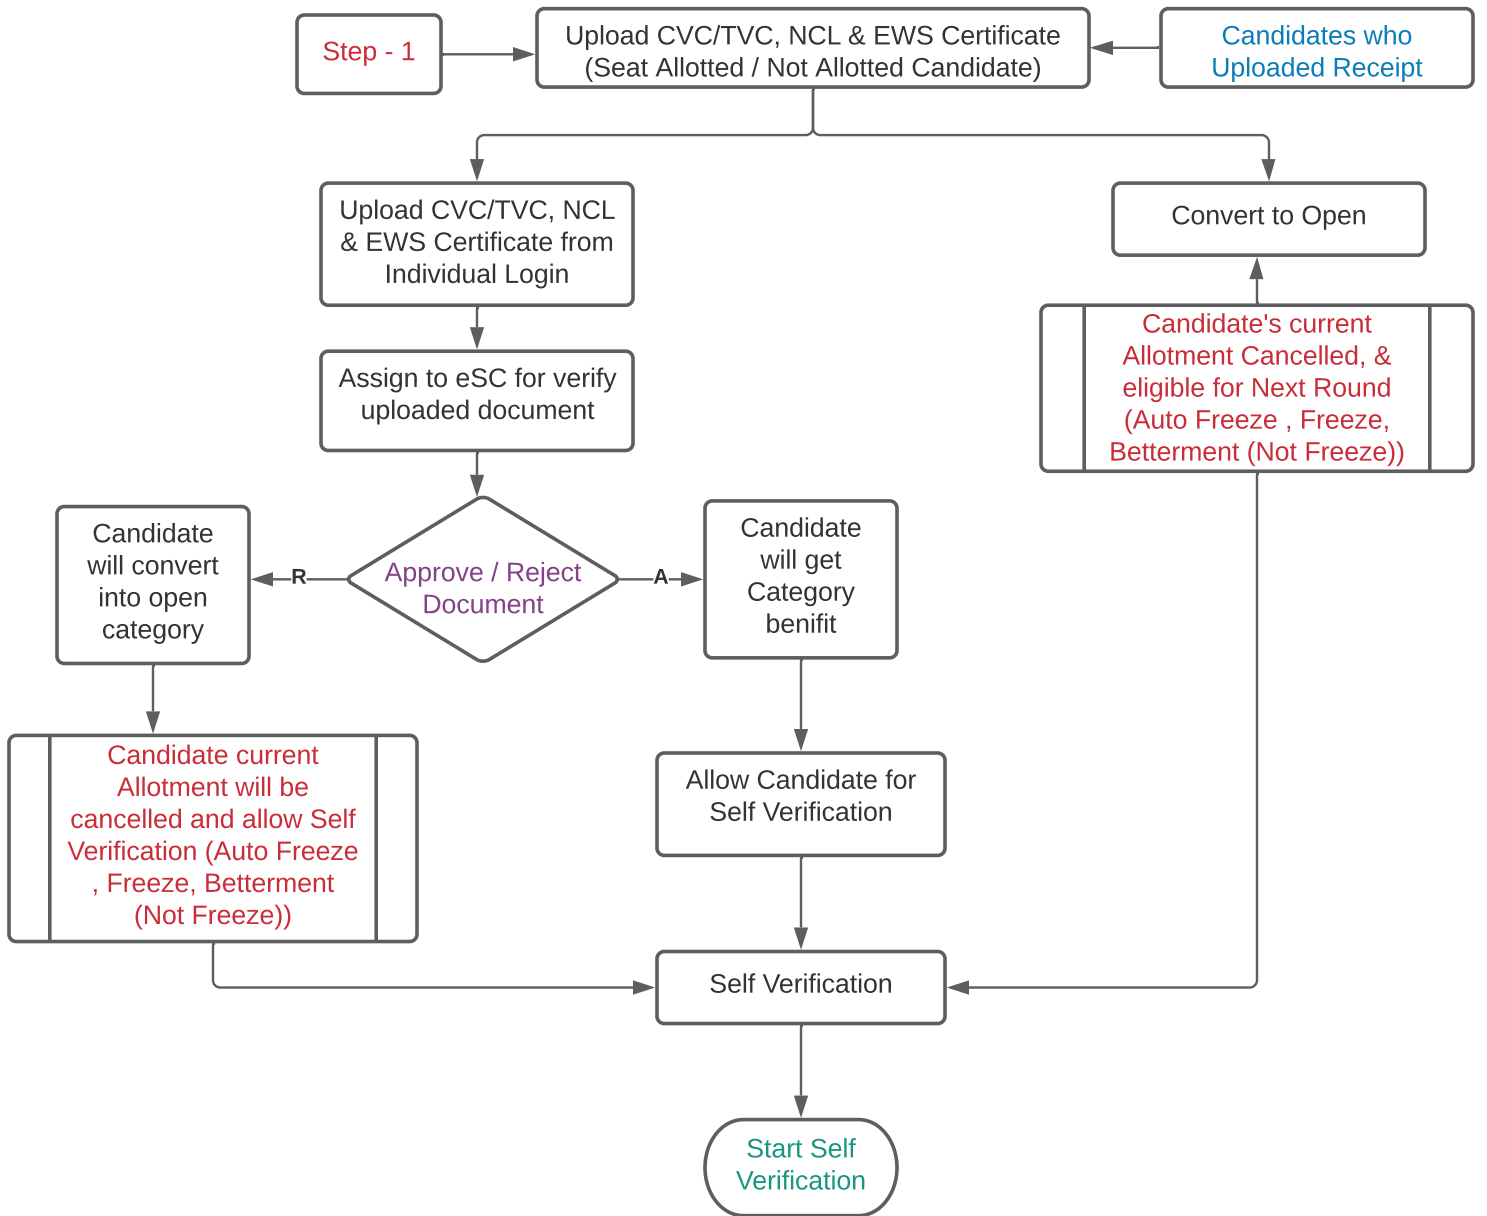 Step - 1
Upload CVC/TVC, NCL & EWS Certificate
(Seat Allotted / Not Allotted Candidate)
Candidates who
Uploaded Receipt
Upload CVC/TVC, NCL
& EWS Certificate from
Individual Login
Convert to Open
Assign to eSC for verify
uploaded document
Candidate's current
Allotment Cancelled, &
eligible for Next Round
(Auto Freeze , Freeze,
Betterment (Not Freeze))
Candidate
will convert
into open
category
R
Approve / Reject
Document
A
Candidate
will get
Category
benifit
Candidate current
Allotment will be
cancelled and allow Self
Verification (Auto Freeze
, Freeze, Betterment
(Not Freeze))
Allow Candidate for
Self Verification
Self Verification
Start Self
Verification